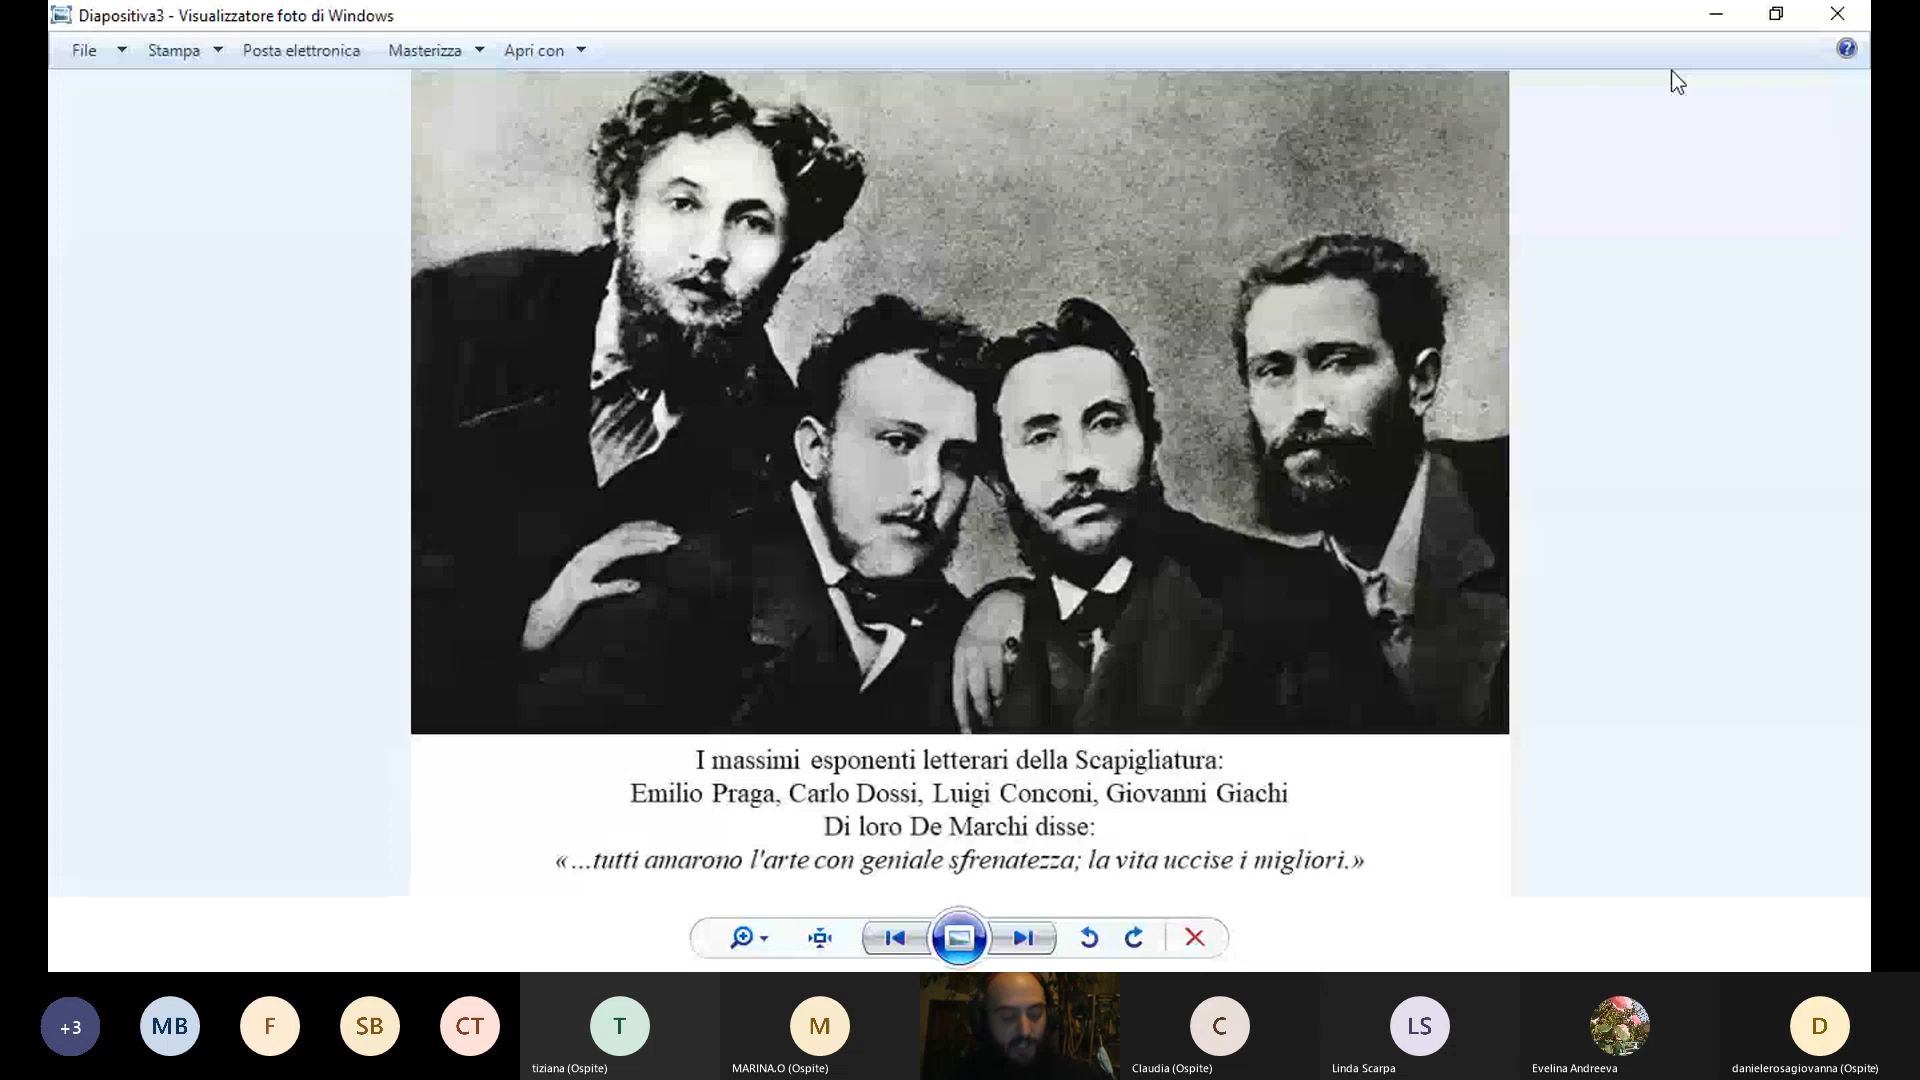 Diapositiva3 - Visualizzatore foto di Windows
File Stampa Posta elettronica Masterizza Apri con
I massimi esponenti letterari della Scapigliatura:
Emilio Praga, Carlo Dossi, Luigi Conconi, Giovanni Giachi
Di loro De Marchi disse:
«...tutti amarono l'arte con geniale sfrenatezza; la vita uccise i migliori.»
+3 MB F SB CT T M C LS D
tiziana (Ospite) MARINA.O (Ospite) Claudia (Ospite) Linda Scarpa Evelina Andreeva danielerosagiovanna (Ospite)